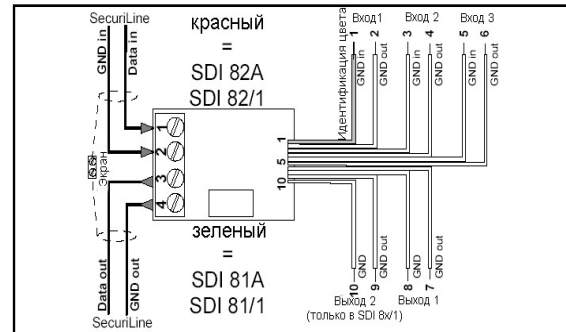 SecuriLine
GND in
Data in
красный
=
SDI 82A
SDI 82/1
Идентификация цвета
Вход1
Вход 2
Вход 3
1
2
3
4
5
6
GND out
GND in
GND out
GND in
GND out
Экран
1
2
3
4
1
5
10
зеленый
=
SDI 81A
SDI 81/1
Data out
GND out
SecuriLine
GND
GND out
GND
GND out
10
9
8
7
Выход 2
Выход 1
(только в SDI 8x/1)